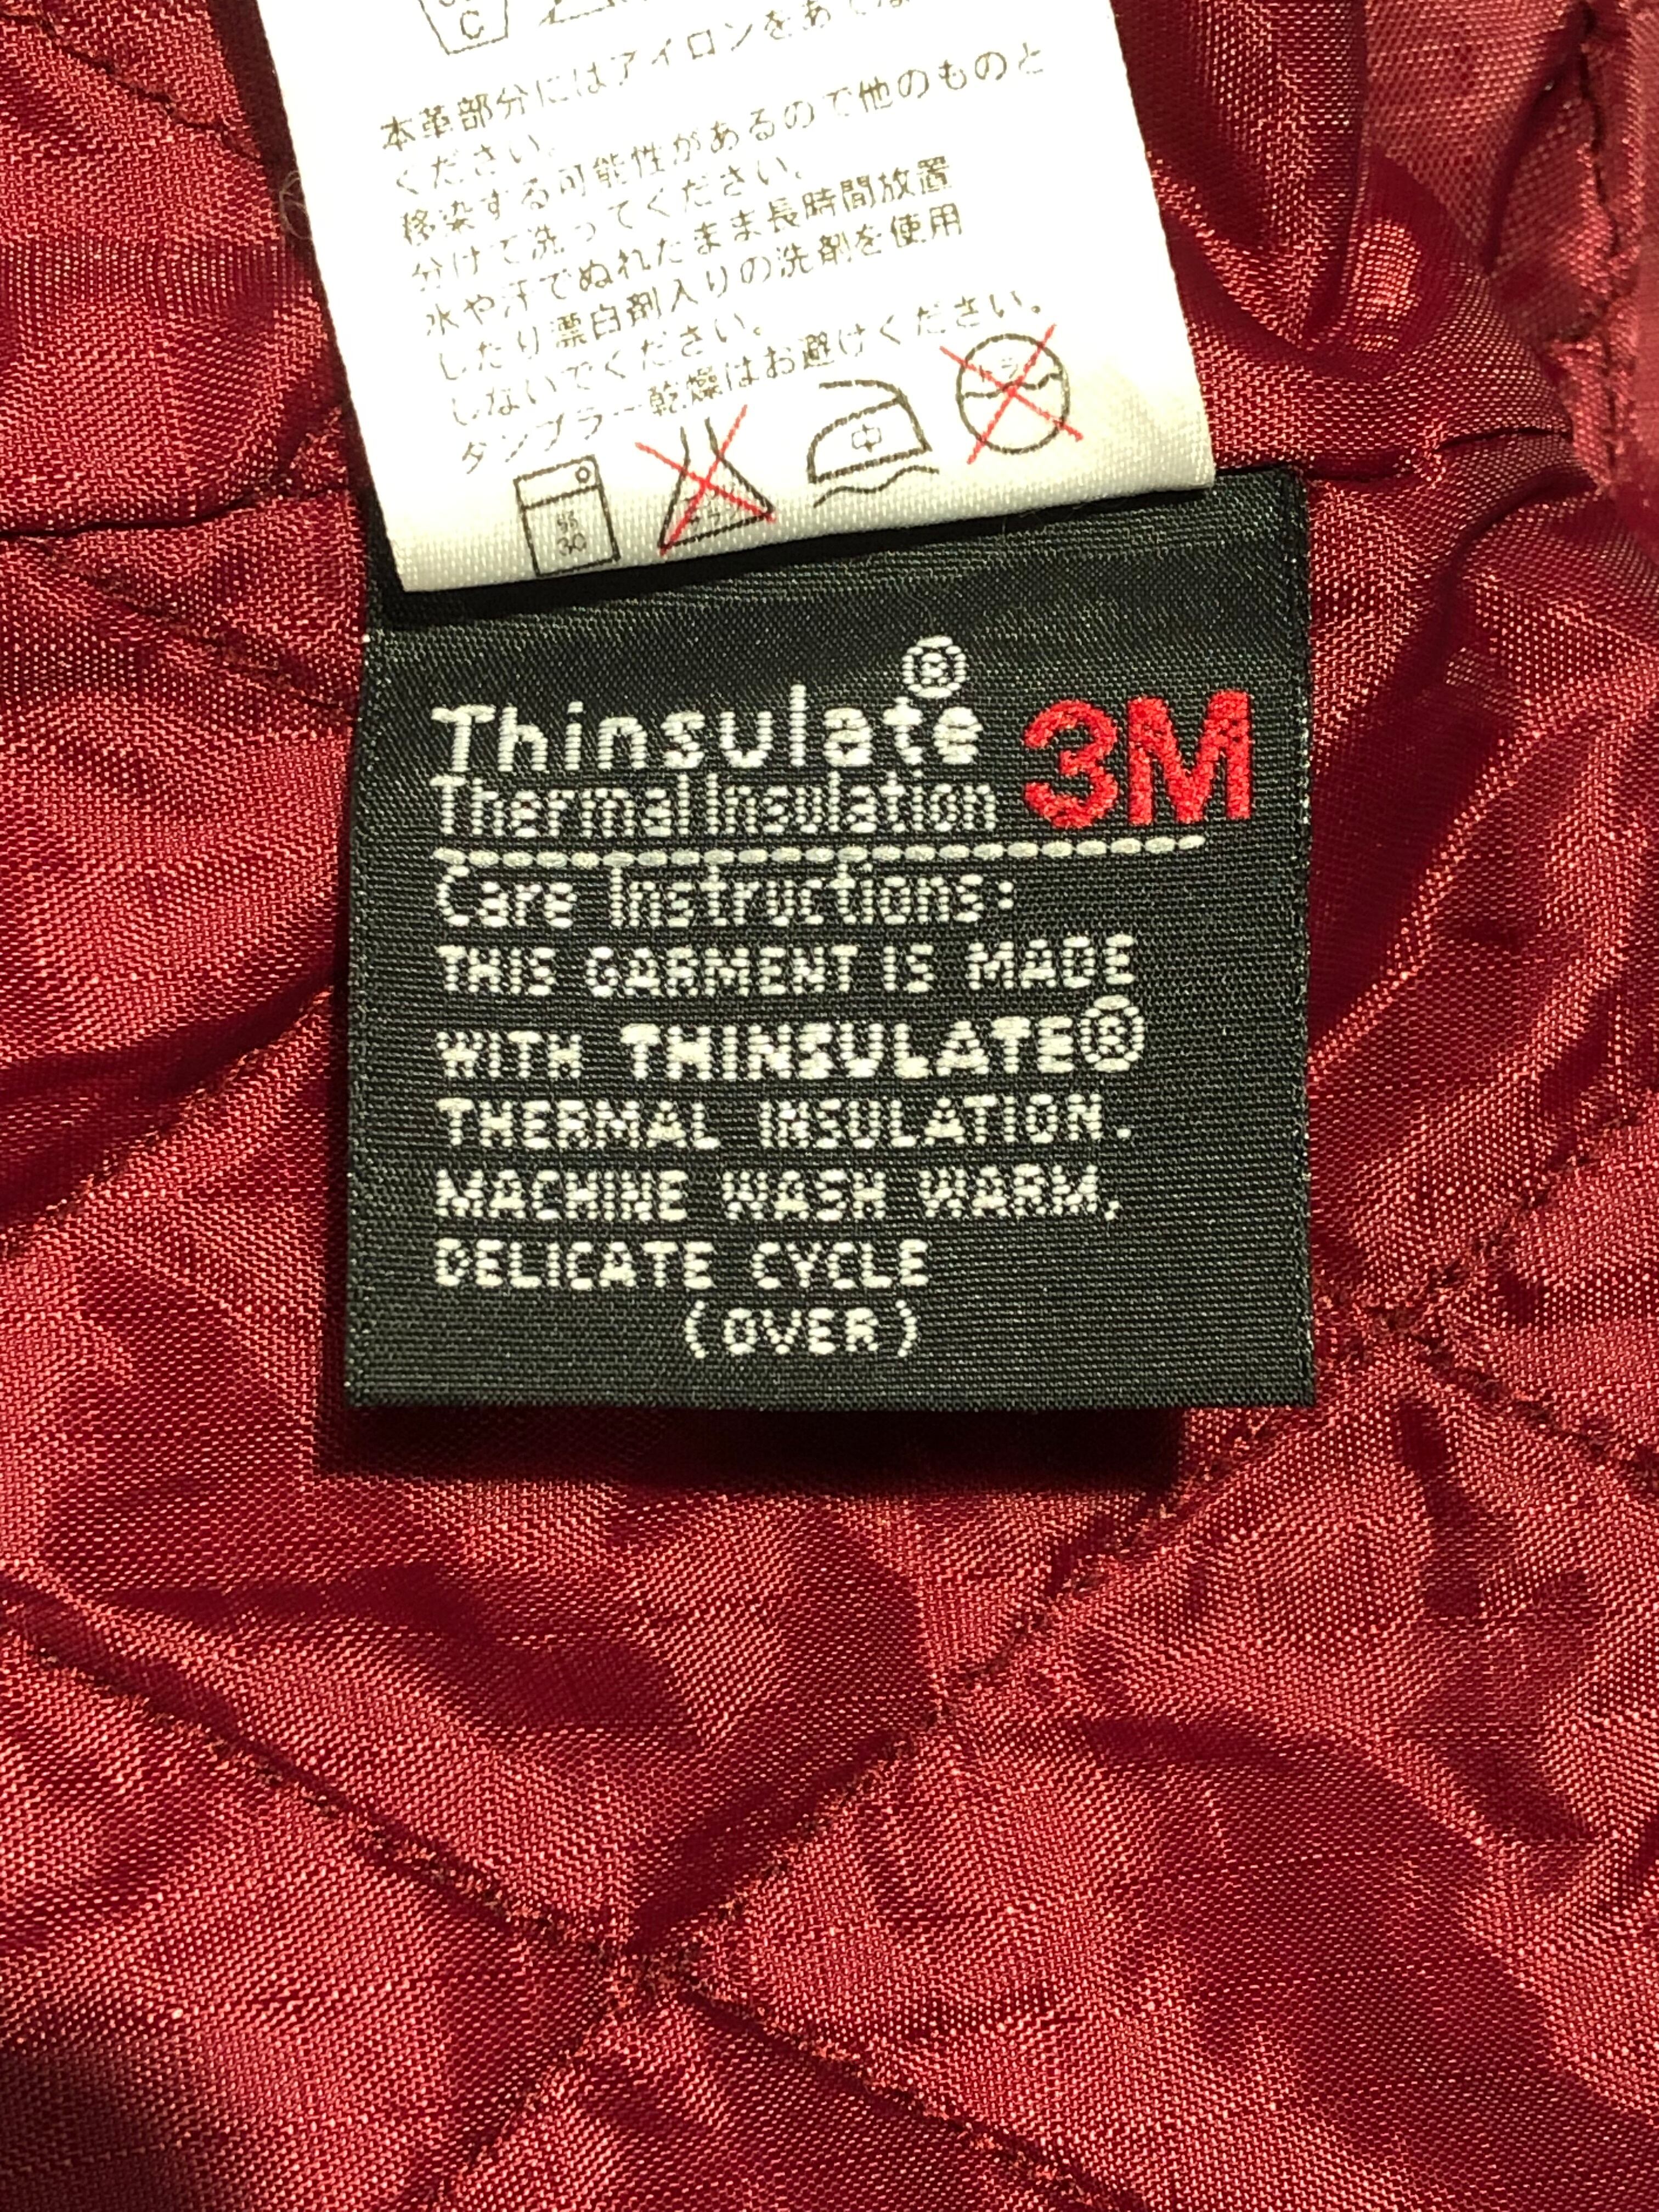 C
本革部分にはアイロンをあてな
ください。
移染する可能性があるので他のものと
分けて洗ってください。
水や汗でぬれたまま長時間放置
したり漂白剤入りの洗剤を使用
しないでください。
タンブラー乾燥はお避けください。
弱
30
中
Thinsulate®
3M
Thermal Insulation
Care Instructions:
THIS GARMENT IS MADE
WITH THINSULATE®
THERMAL INSULATION.
MACHINE WASH WARM,
DELICATE CYCLE
(OVER)